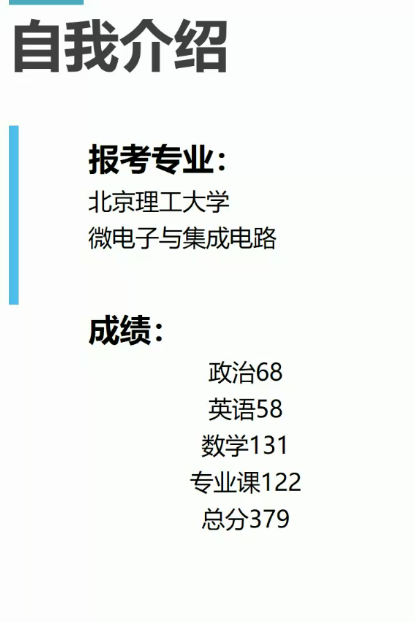 自我介绍
报考专业：
北京理工大学
微电子与集成电路
成绩：
政治68
英语58
数学131
专业课122
总分379